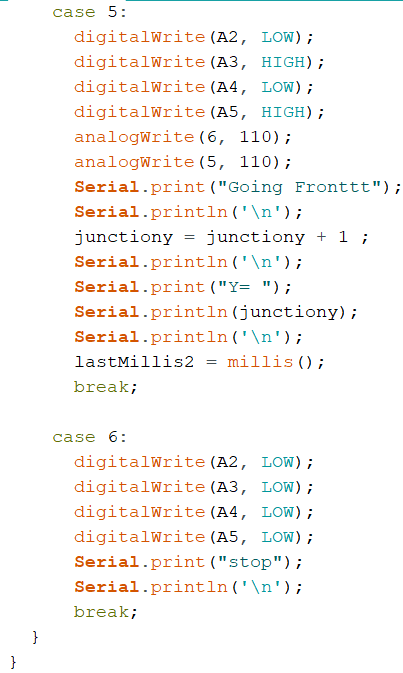 case 5:
digitalWrite(A2, LOW);
digitalWrite(A3, HIGH);
digitalWrite(A4, LOW);
digitalWrite(A5, HIGH);
analogWrite(6, 110);
analogWrite(5, 110);
Serial.print("Going Fronttt");
Serial.println('\n');
junctiony = junctiony + 1 ;
Serial.println('\n');
Serial.print("Y= ");
Serial.println(junctiony);
Serial.println('\n');
lastMillis2 = millis();
break;
case 6:
digitalWrite(A2, LOW);
digitalWrite(A3, LOW);
digitalWrite(A4, LOW);
digitalWrite(A5, LOW);
Serial.print("stop");
Serial.println('\n');
break;
}
}